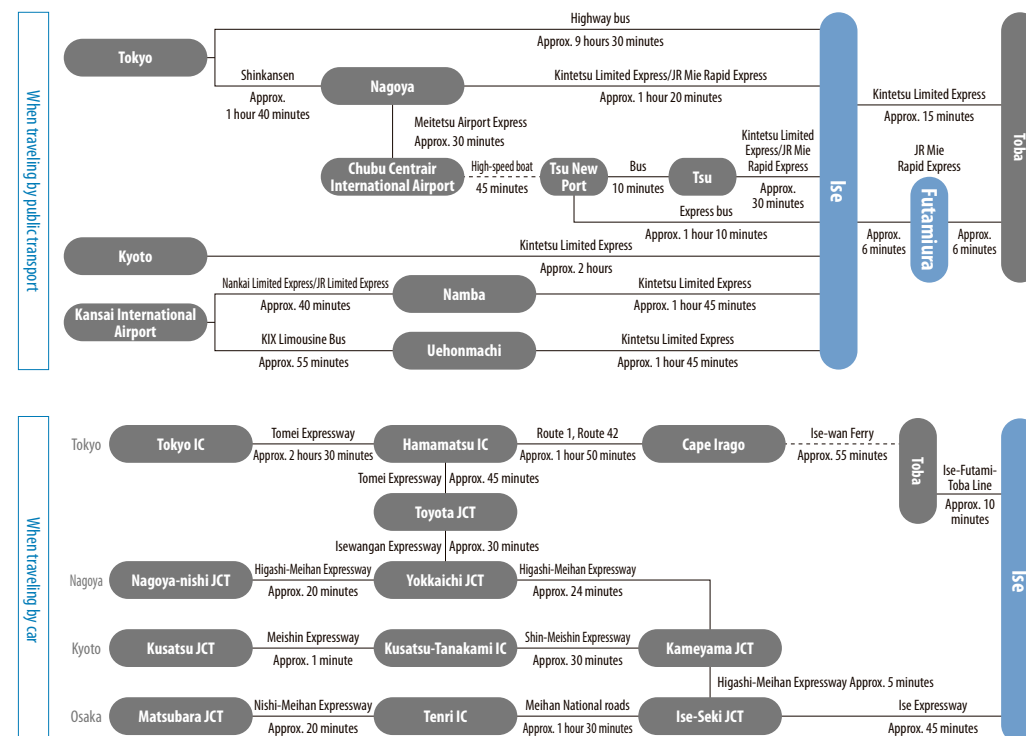 When traveling by public transport
Highway bus
Approx. 9 hours 30 minutes
Tokyo
Shinkansen
Approx.
1 hour 40 minutes
Nagoya
Kintetsu Limited Express/JR Mie Rapid Express
Approx. 1 hour 20 minutes
Meitetsu Airport Express
Approx. 30 minutes
Chubu Centrair
International Airport
High-speed boat
45 minutes
Tsu New
Port
Bus
10 minutes
Tsu
Kintetsu Limited
Express/JR Mie
Rapid Express
Approx.
30 minutes
Express bus
Approx. 1 hour 10 minutes
Kyoto
Kintetsu Limited Express
Approx. 2 hours
Kansai International
Airport
Nankai Limited Express/JR Limited Express
Approx. 40 minutes
Namba
Kintetsu Limited Express
Approx. 1 hour 45 minutes
KIX Limousine Bus
Approx. 55 minutes
Uehonmachi
Kintetsu Limited Express
Approx. 1 hour 45 minutes
Ise
Kintetsu Limited Express
Approx. 15 minutes
JR Mie
Rapid Express
Approx.
6 minutes
Futamiura
Approx.
6 minutes
Toba
When traveling by car
Tokyo
Tokyo IC
Tomei Expressway
Approx. 2 hours 30 minutes
Hamamatsu IC
Route 1, Route 42
Approx. 1 hour 50 minutes
Cape Irago
Ise-wan Ferry
Approx. 55 minutes
Toba
Ise-Futami-
Toba Line
Approx. 10
minutes
Tomei Expressway Approx. 45 minutes
Toyota JCT
Isewangan Expressway Approx. 30 minutes
Nagoya
Nagoya-nishi JCT
Higashi-Meihan Expressway
Approx. 20 minutes
Yokkaichi JCT
Higashi-Meihan Expressway
Approx. 24 minutes
Kyoto
Kusatsu JCT
Meishin Expressway
Approx. 1 minute
Kusatsu-Tanakami IC
Shin-Meishin Expressway
Approx. 30 minutes
Kameyama JCT
Higashi-Meihan Expressway Approx. 5 minutes
Osaka
Matsubara JCT
Nishi-Meihan Expressway
Approx. 20 minutes
Tenri IC
Meihan National roads
Approx. 1 hour 30 minutes
Ise-Seki JCT
Ise Expressway
Approx. 45 minutes
Ise